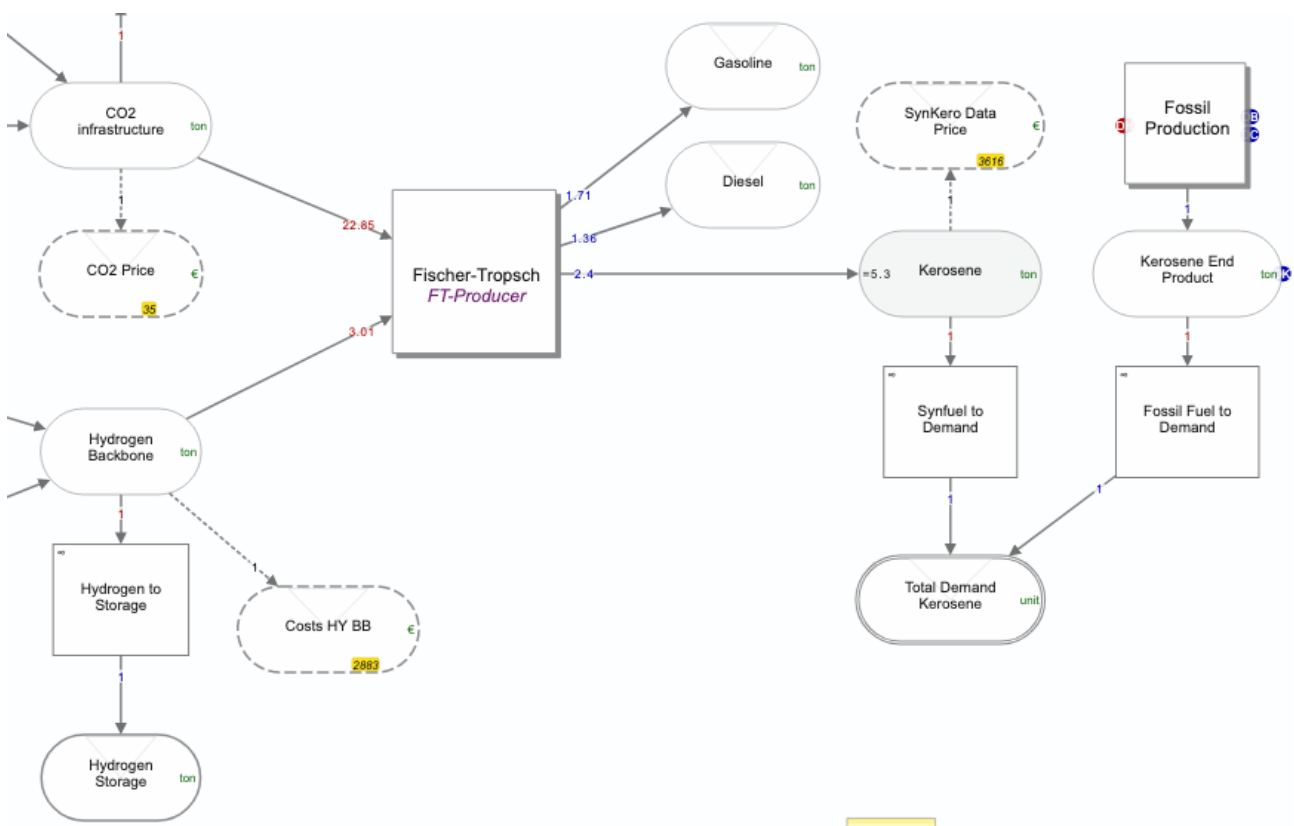 1
CO2
infrastructure
ton
1
CO2 Price
€
35
22.85
Hydrogen
Backbone
ton
3.01
1
∞
Hydrogen to
Storage
1
Hydrogen
Storage
ton
1
Costs HY BB
€
2883
Fischer-Tropsch
FT-Producer
1.71
1.36
2.4
Gasoline
ton
Diesel
ton
SynKero Data
Price
€
3616
1
=5.3
Kerosene
ton
1
∞
Synfuel to
Demand
1
Total Demand
Kerosene
unit
Fossil
Production
D
B
C
1
Kerosene End
Product
ton
K
1
∞
Fossil Fuel to
Demand
1